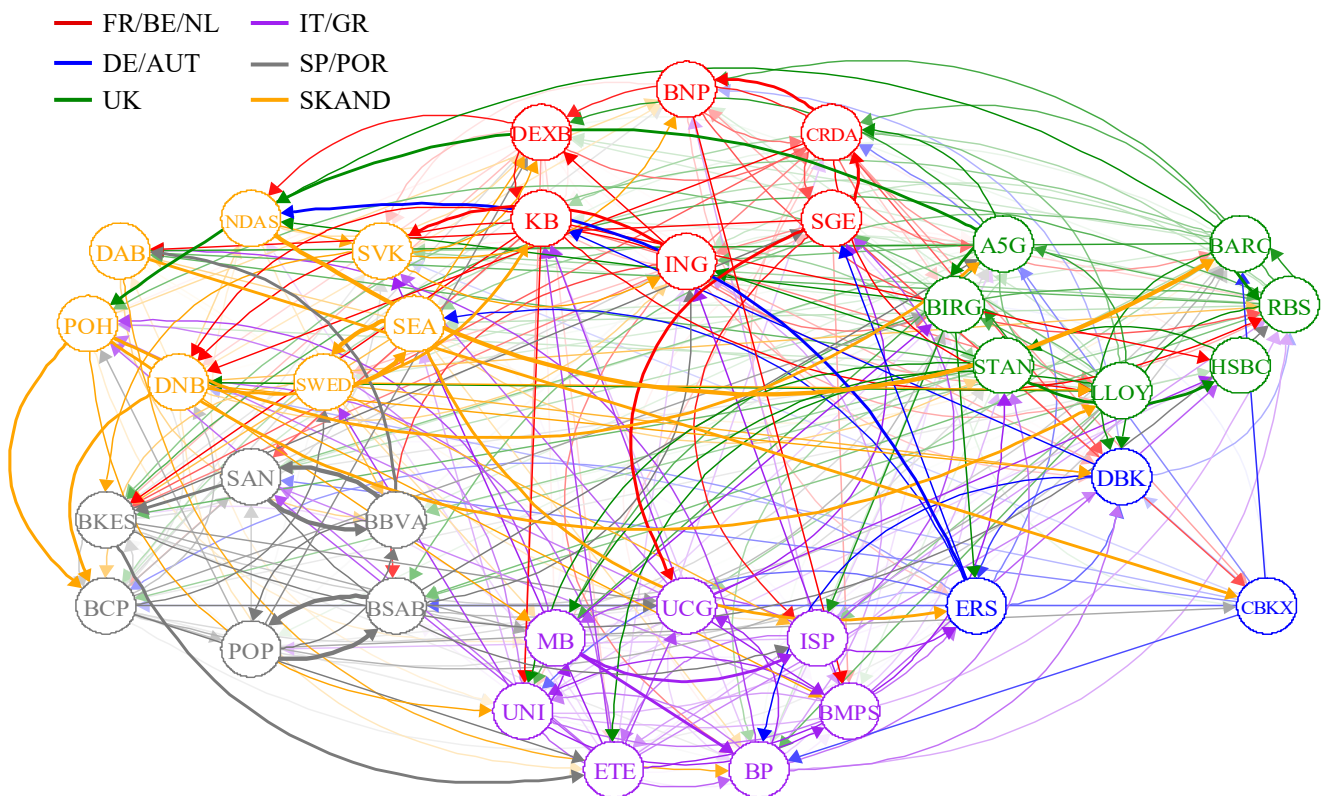 FR/BE/NL IT/GR
DE/AUT SP/POR
UK SKAND
BNP
DEXB CRDA
NDAS KB SGE
DAB SVK ING A5G BARC
POH SEA BIRG RBS
DNB SWED STAN LLOY HSBC
SAN DBK
BKES BBVA
BCP BSAB UCG ERS CBKX
POP MB ISP
UNI BMPS
ETE BP